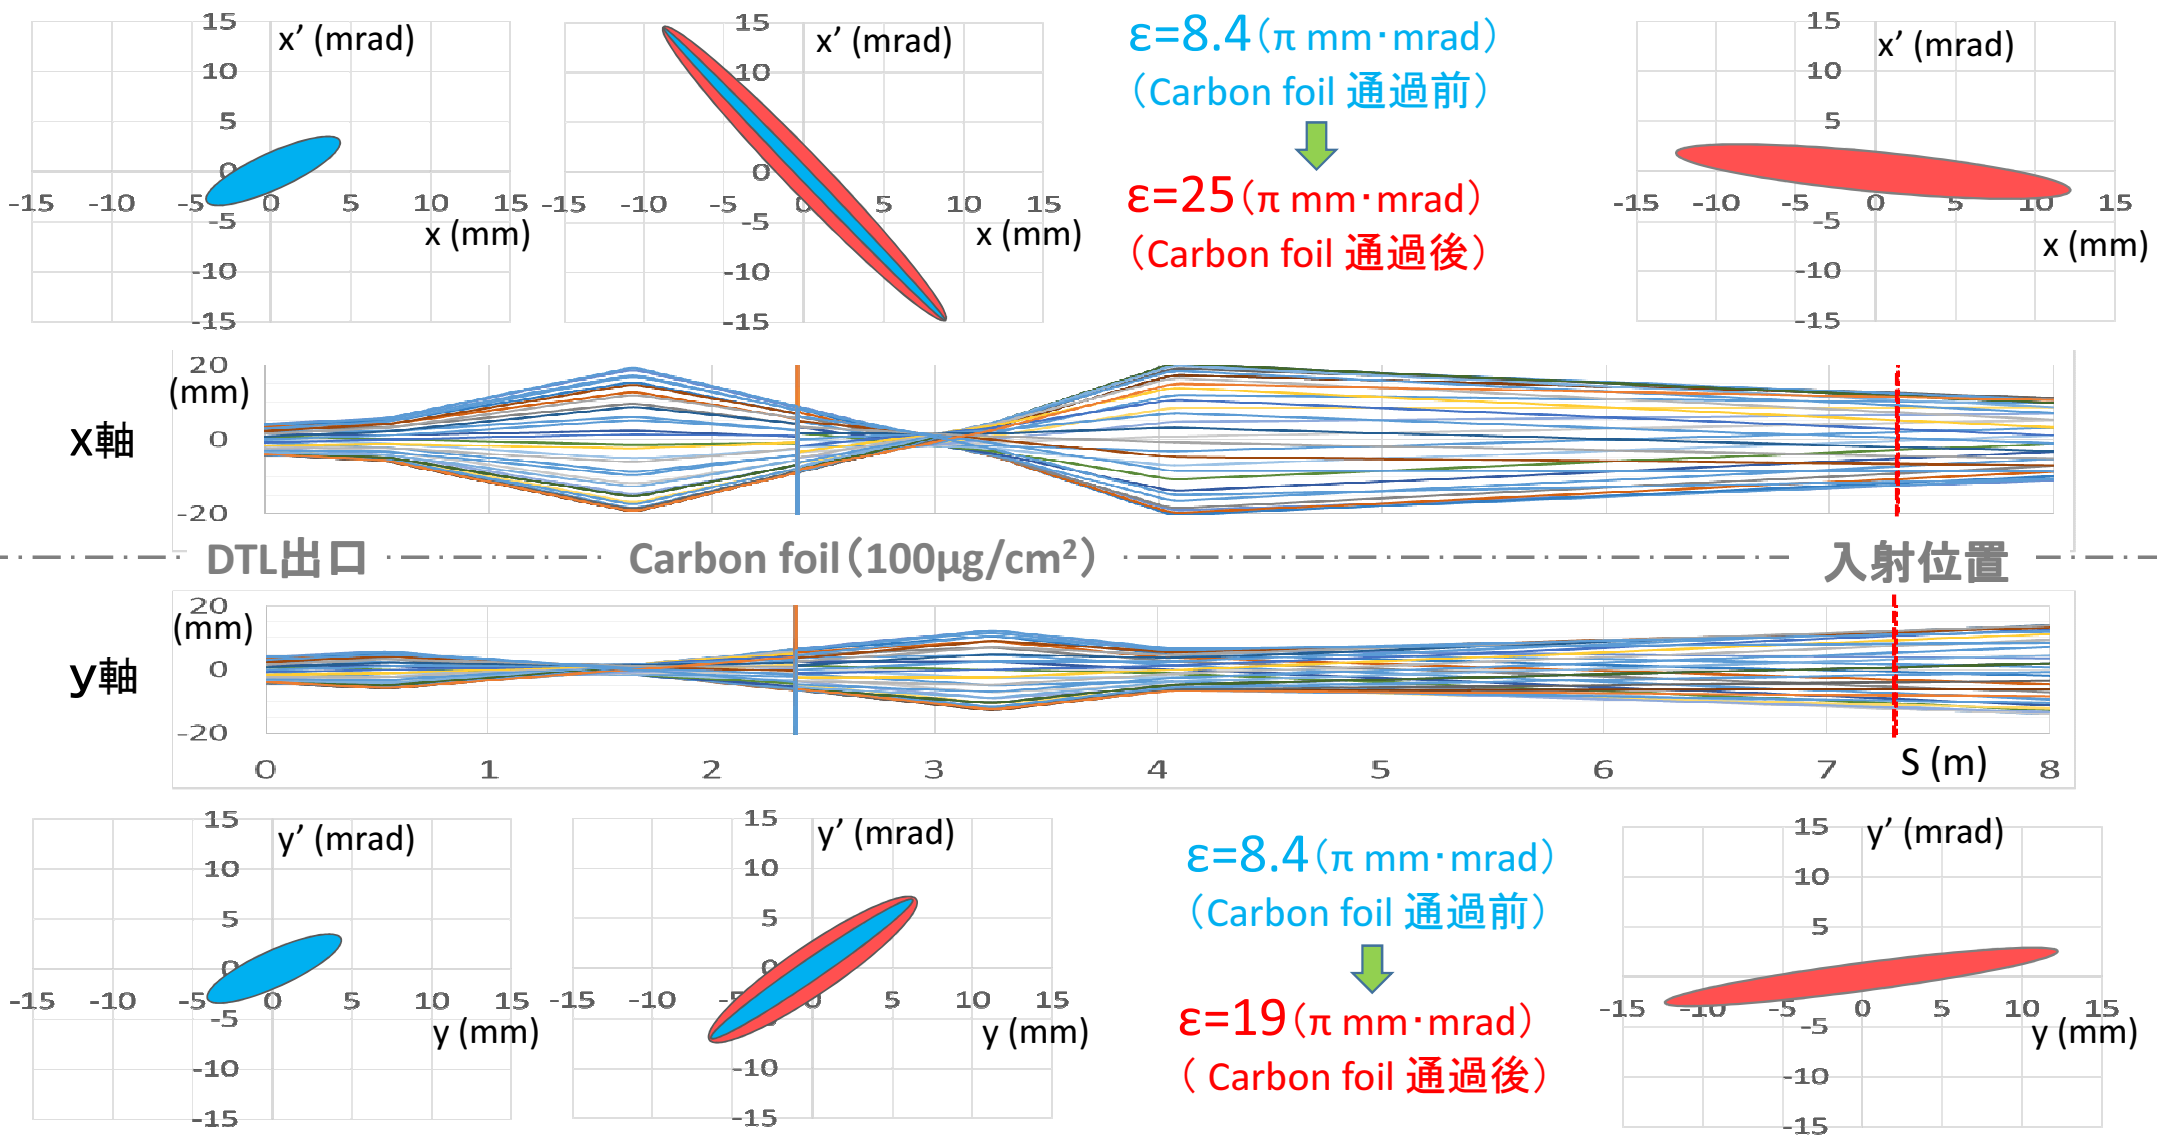 x’ (mrad)
15
10
5
0
-5
-10
-15
-15 -10 -5 0 5 10 15
x (mm)
x’ (mrad)
15
10
5
0
-5
-10
-15
-15 -10 -5 0 5 10 15
x (mm)
ε=8.4(π mm·mrad)
(Carbon foil 通過前)
ε=25(π mm·mrad)
(Carbon foil 通過後)
x’ (mrad)
15
10
5
-5
-10
-15
-15 -10 -5 0 5 10 15
x (mm)
20
(mm)
0
-20
x軸
DTL出口
Carbon foil(100μg/cm²)
入射位置
20
(mm)
0
-20
y軸
0 1 2 3 4 5 6 7 8
S (m)
y’ (mrad)
15
10
5
0
-5
-10
-15
-15 -10 -5 0 5 10 15
y (mm)
y’ (mrad)
15
10
5
0
-5
-10
-15
-15 -10 -5 0 5 10 15
y (mm)
ε=8.4(π mm·mrad)
(Carbon foil 通過前)
ε=19(π mm·mrad)
( Carbon foil 通過後)
y’ (mrad)
15
10
5
-5
-10
-15
-15 -10 -5 0 5 10 15
y (mm)